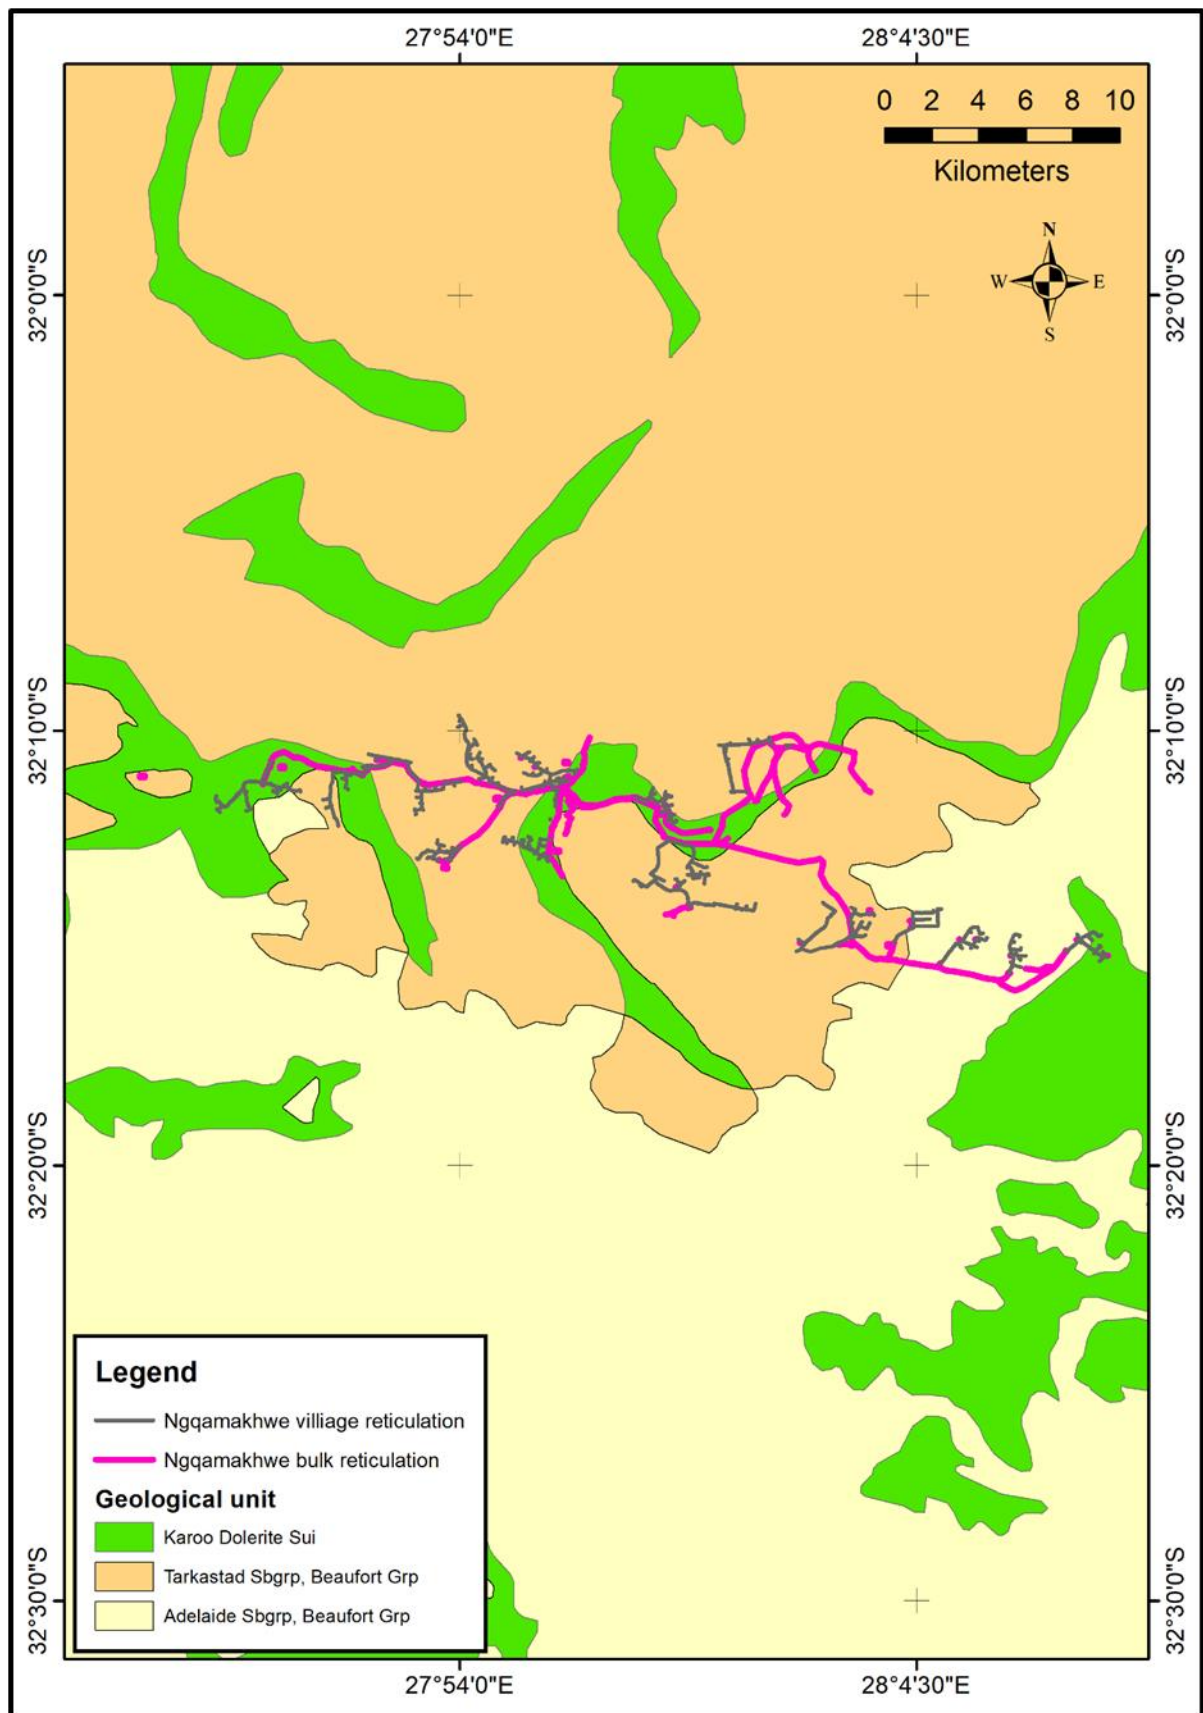 27°54'0"E 28°4'30"E
0 2 4 6 8 10
Kilometers
N
W E
S
32°0'0"S 32°0'0"S
32°10'0"S 32°10'0"S
32°20'0"S 32°20'0"S
32°30'0"S 32°30'0"S
Legend
Ngqamakhwe villiage reticulation
Ngqamakhwe bulk reticulation
Geological unit
Karoo Dolerite Sui
Tarkastad Sbgrp, Beaufort Grp
Adelaide Sbgrp, Beaufort Grp
27°54'0"E 28°4'30"E